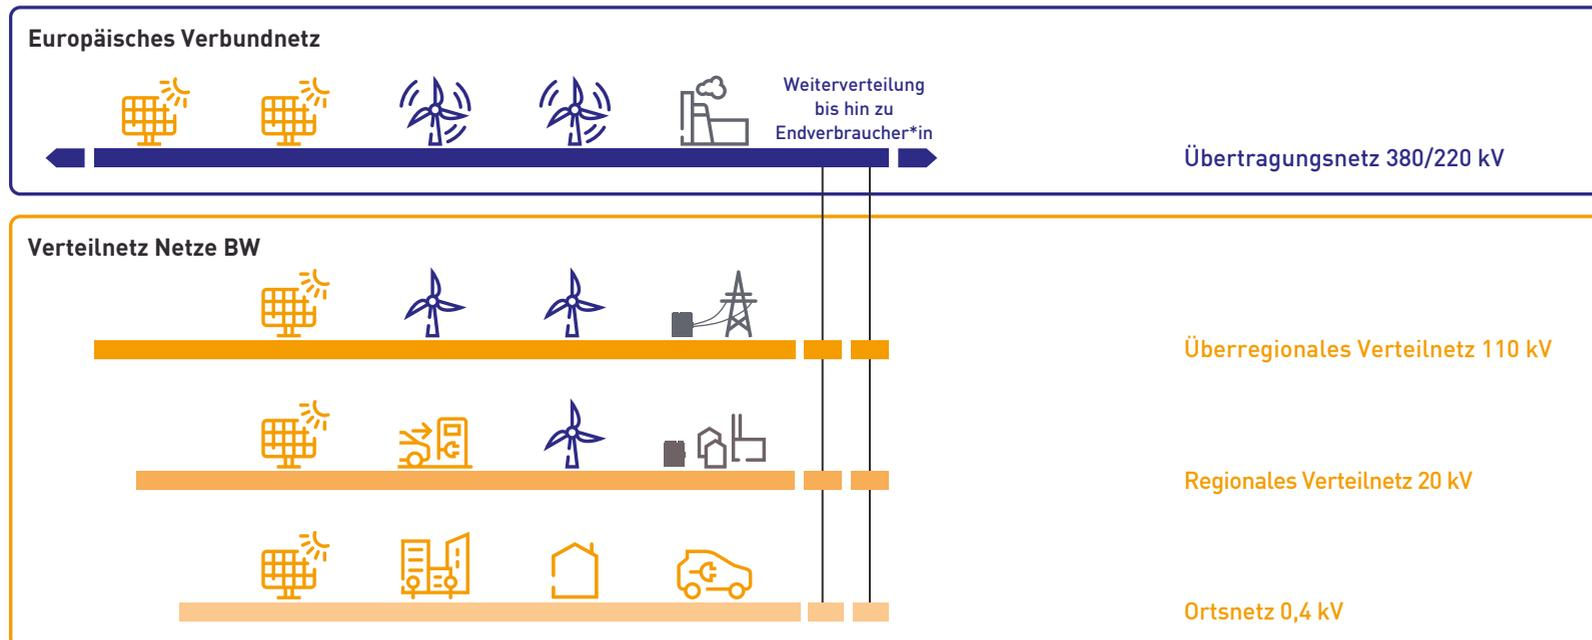 Europäisches Verbundnetz
Weiterverteilung
bis hin zu
Endverbraucher*in
Übertragungsnetz 380/220 kV
Verteilnetz Netze BW
Überregionales Verteilnetz 110 kV
Regionales Verteilnetz 20 kV
Ortsnetz 0,4 kV